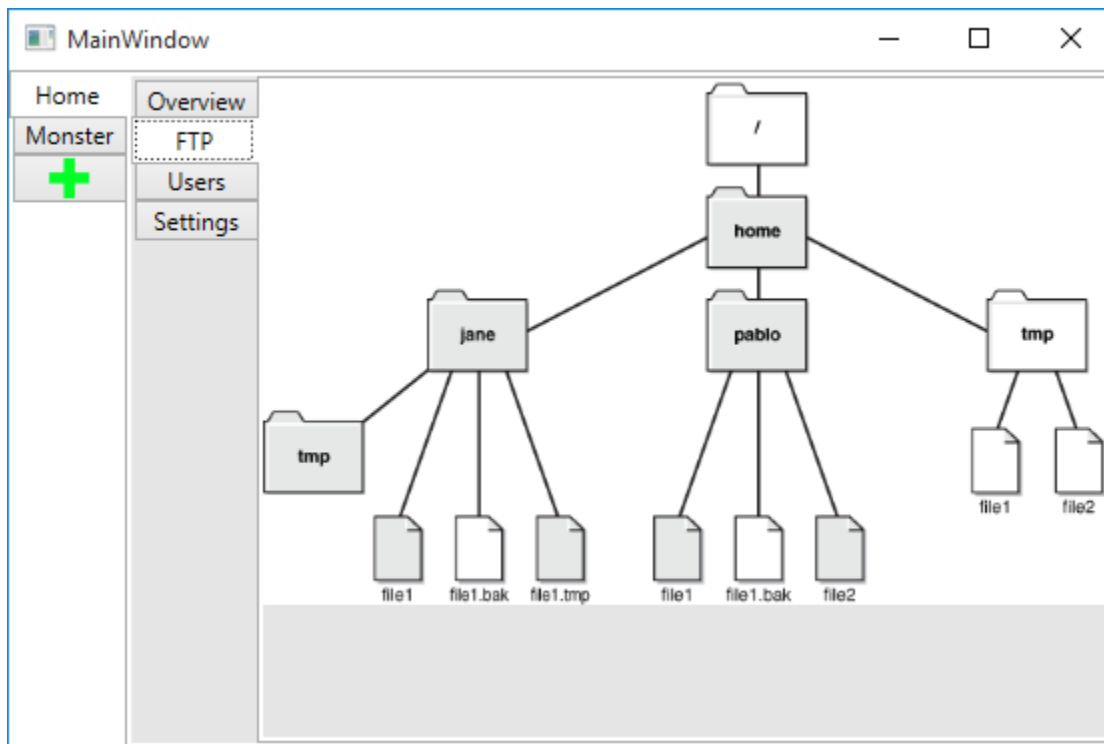 MainWindow
Home
Monster
Overview
FTP
Users
Settings
/
home
jane
pablo
tmp
tmp
file1
file2
file1
file1.bak
file1.tmp
file1
file1.bak
file2